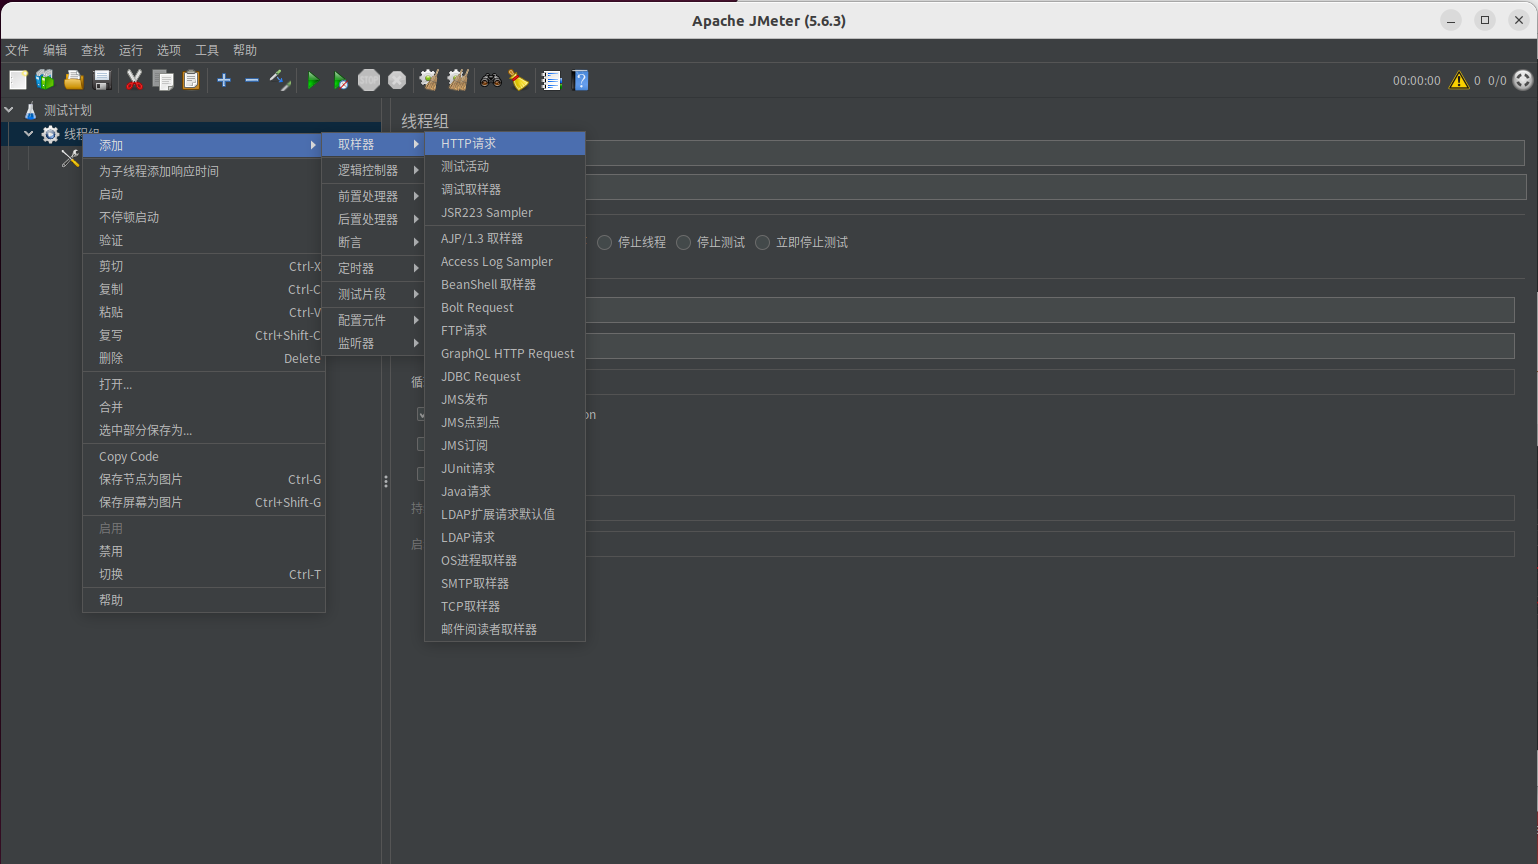 Apache JMeter (5.6.3)
文件 编辑 查找 运行 选项 工具 帮助
00:00:00 0 0/0
测试计划
线程组
线程组
添加
为子线程添加响应时间
启动
不停顿启动
验证
剪切 Ctrl-X
复制 Ctrl-C
粘贴 Ctrl-V
复写 Ctrl+Shift-C
删除 Delete
打开...
合并
选中部分保存为...
Copy Code
保存节点为图片 Ctrl-G
保存屏幕为图片 Ctrl+Shift-G
启用
禁用
切换 Ctrl-T
帮助
取样器
逻辑控制器
前置处理器
后置处理器
断言
定时器
测试片段
配置元件
监听器
HTTP请求
测试活动
调试取样器
JSR223 Sampler
AJP/1.3 取样器
Access Log Sampler
BeanShell 取样器
Bolt Request
FTP请求
GraphQL HTTP Request
JDBC Request
JMS发布
JMS点到点
JMS订阅
JUnit请求
Java请求
LDAP扩展请求默认值
LDAP请求
OS进程取样器
SMTP取样器
TCP取样器
邮件阅读者取样器
停止线程 停止测试 立即停止测试
循
on
持
启